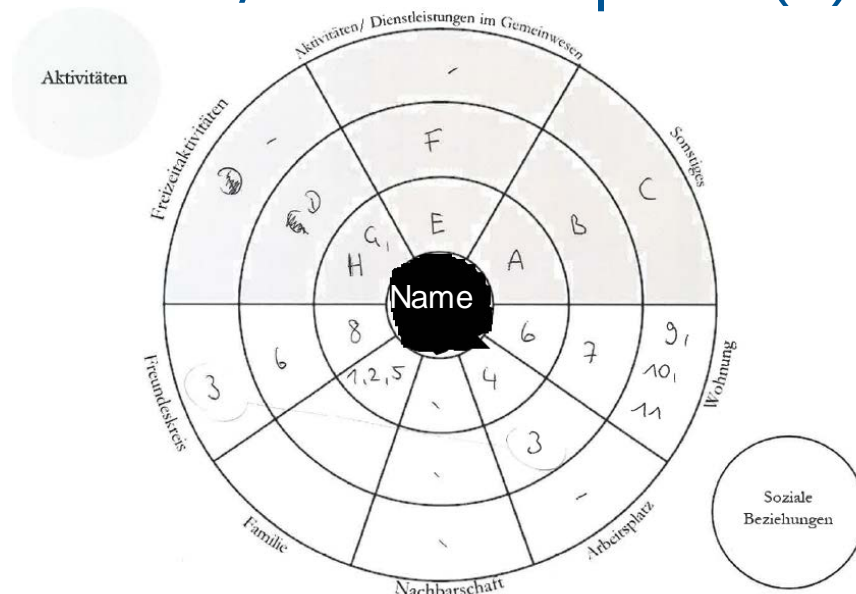 Aktivitäten
Aktivitäten/ Dienstleistungen im Gemeinwesen
Freizeitaktivitäten
Sonstiges
-
-
F
C
D
B
G,
H
E
A
Name
8
6
9,
10,
11
6
7
3
1,2,5
4
3
-
Freundeskreis
Familie
Nachbarschaft
Arbeitsplatz
Wohnung
Soziale
Beziehungen